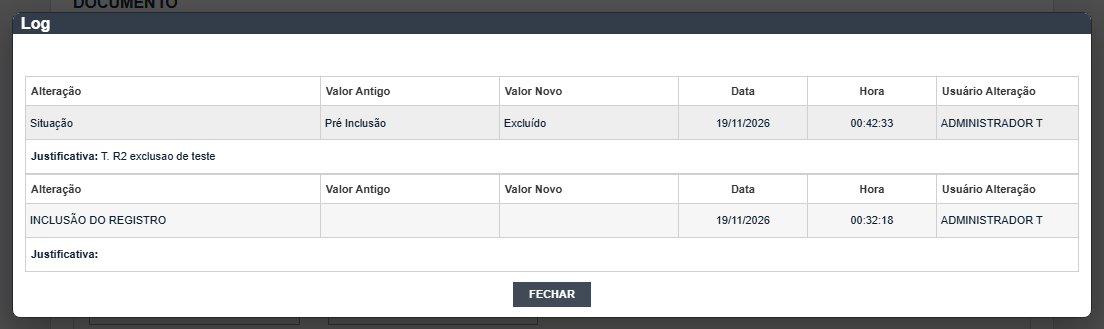 DOCUMENTO
Log
Alteração Valor Antigo Valor Novo Data Hora Usuário Alteração
Situação Pré Inclusão Excluído 19/11/2026 00:42:33 ADMINISTRADOR T
Justificativa: T. R2 exclusao de teste
Alteração Valor Antigo Valor Novo Data Hora Usuário Alteração
INCLUSÃO DO REGISTRO 19/11/2026 00:32:18 ADMINISTRADOR T
Justificativa:
FECHAR